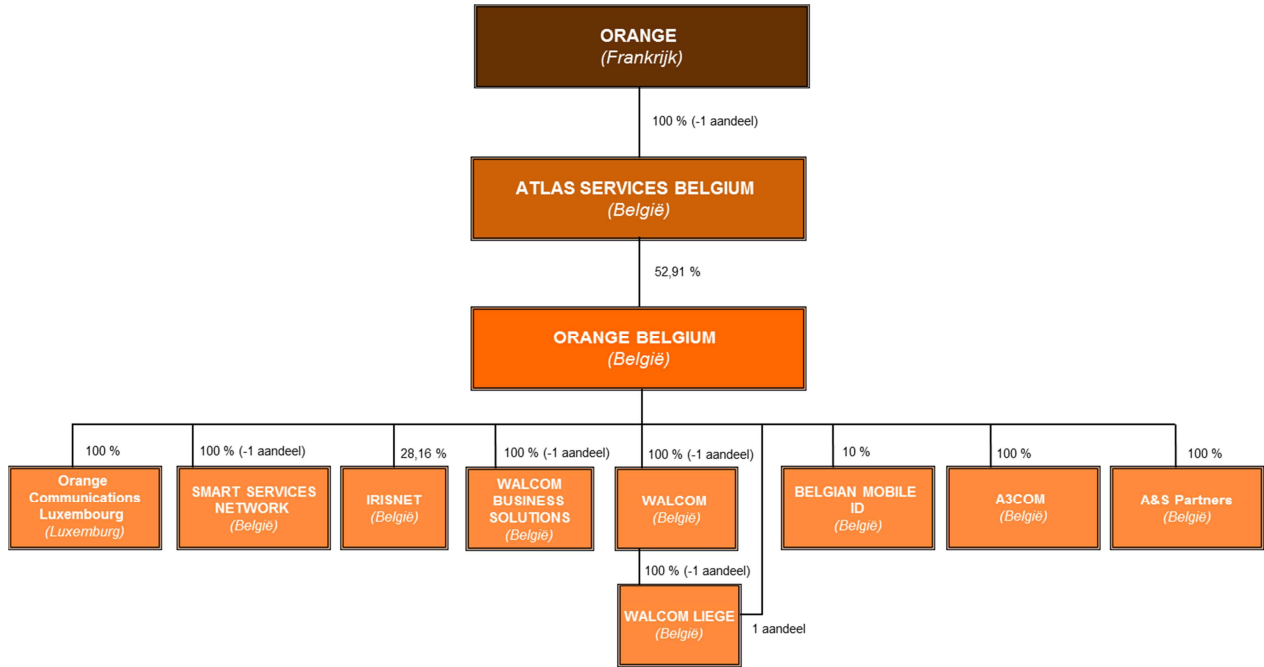 ORANGE
(Frankrijk)
100 % (-1 aandeel)
ATLAS SERVICES BELGIUM
(België)
52,91 %
ORANGE BELGIUM
(België)
100 %
Orange
Communications
Luxembourg
(Luxemburg)
100 % (-1 aandeel)
SMART SERVICES
NETWORK
(België)
28,16 %
IRISNET
(België)
100 % (-1 aandeel)
WALCOM
BUSINESS
SOLUTIONS
(België)
100 % (-1 aandeel)
WALCOM
(België)
10 %
BELGIAN MOBILE
ID
(België)
100 %
A3COM
(België)
100 %
A&S Partners
(België)
100 % (-1 aandeel)
WALCOM LIEGE
(België)
1 aandeel